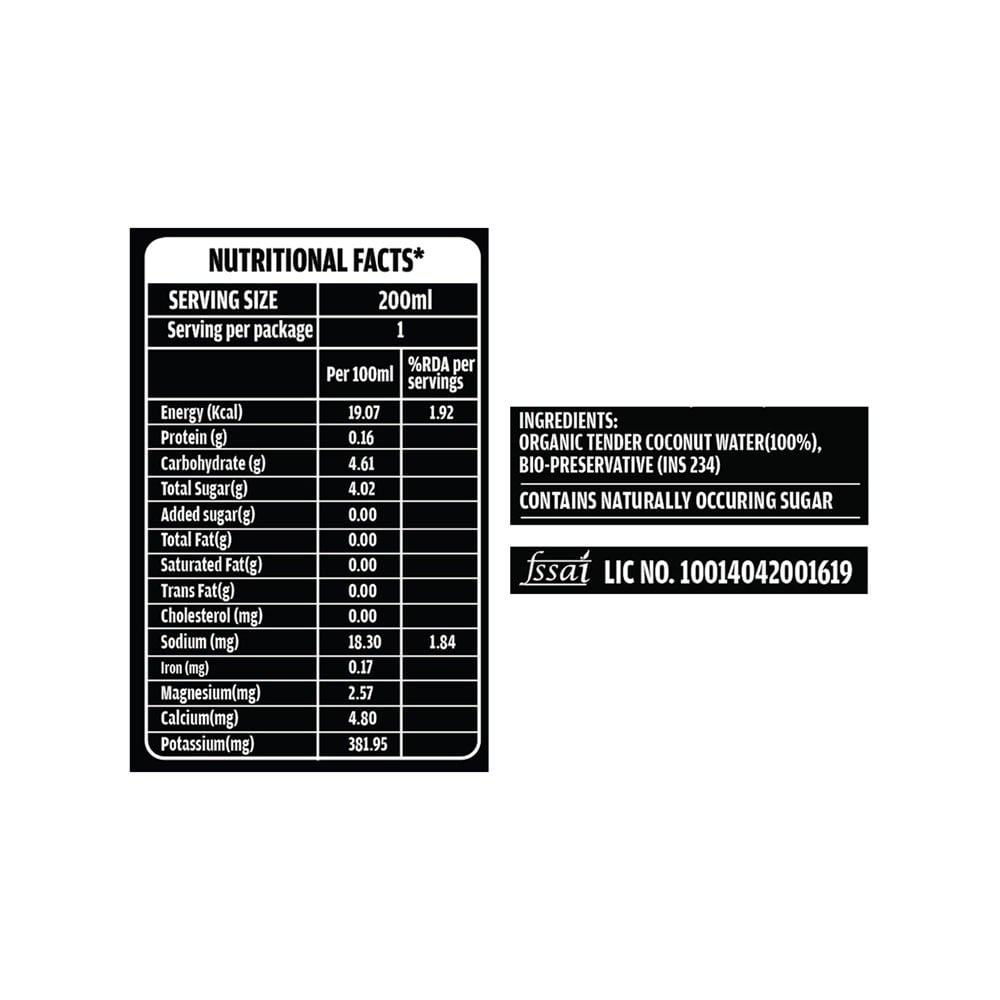 NUTRITIONAL FACTS*
SERVING SIZE 200ml
Serving per package 1
Per 100ml %RDA per servings
Energy (Kcal) 19.07 1.92
Protein (g) 0.16
Carbohydrate (g) 4.61
Total Sugar(g) 4.02
Added sugar(g) 0.00
Total Fat(g) 0.00
Saturated Fat(g) 0.00
Trans Fat(g) 0.00
Cholesterol (mg) 0.00
Sodium (mg) 18.30 1.84
Iron (mg) 0.17
Magnesium(mg) 2.57
Calcium(mg) 4.80
Potassium(mg) 381.95
INGREDIENTS:
ORGANIC TENDER COCONUT WATER(100%),
BIO-PRESERVATIVE (INS 234)
CONTAINS NATURALLY OCCURING SUGAR
fssai LIC NO. 10014042001619